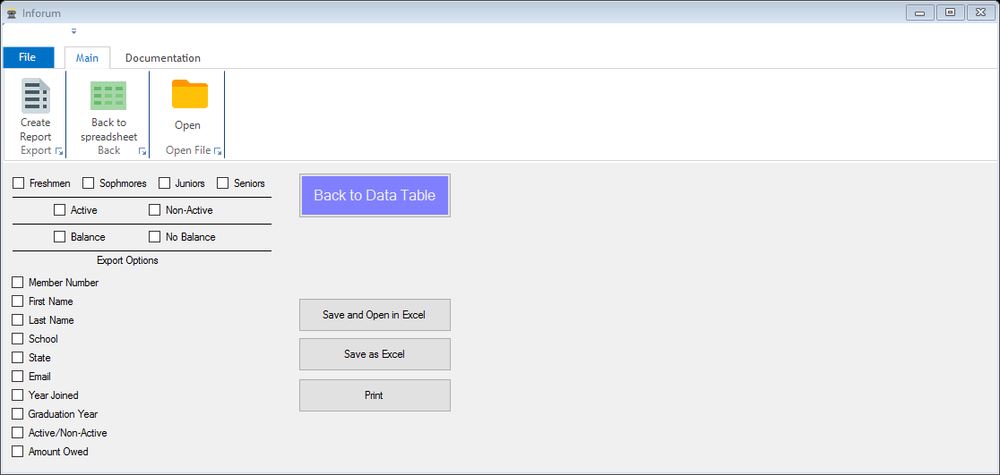 Inforum
File Main Documentation
Create Report
Back to spreadsheet
Open
Export Back Open File
Freshmen Sophmores Juniors Seniors
Active Non-Active
Balance No Balance
Export Options
Member Number
First Name
Last Name
School
State
Email
Year Joined
Graduation Year
Active/Non-Active
Amount Owed
Back to Data Table
Save and Open in Excel
Save as Excel
Print